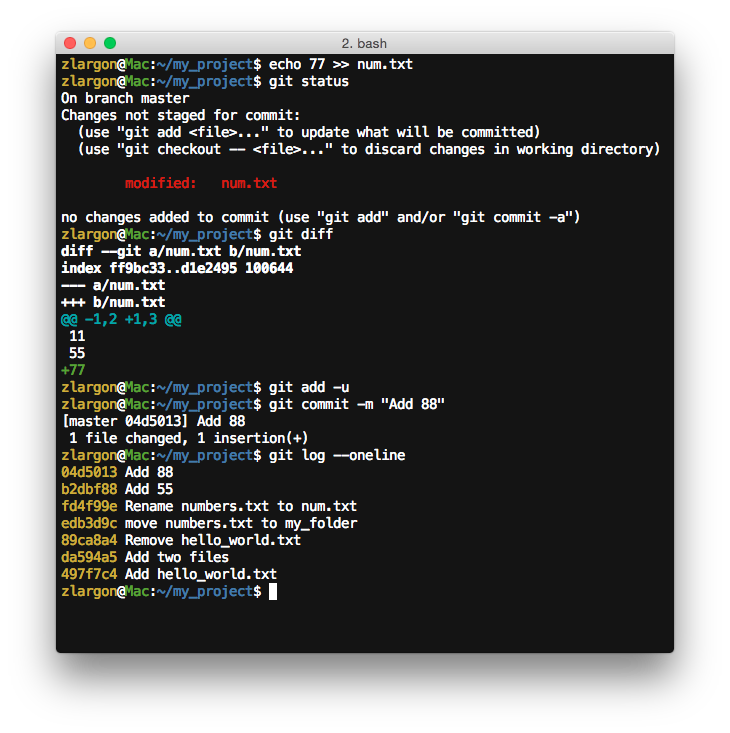 2. bash
zlargon@Mac:~/my_project$ echo 77 >> num.txt
zlargon@Mac:~/my_project$ git status
On branch master
Changes not staged for commit:
  (use "git add <file>..." to update what will be committed)
  (use "git checkout -- <file>..." to discard changes in working directory)
        modified:   num.txt
no changes added to commit (use "git add" and/or "git commit -a")
zlargon@Mac:~/my_project$ git diff
diff --git a/num.txt b/num.txt
index ff9bc33..d1e2495 100644
--- a/num.txt
+++ b/num.txt
@@ -1,2 +1,3 @@
 11
 55
+77
zlargon@Mac:~/my_project$ git add -u
zlargon@Mac:~/my_project$ git commit -m "Add 88"
[master 04d5013] Add 88
 1 file changed, 1 insertion(+)
zlargon@Mac:~/my_project$ git log --oneline
04d5013 Add 88
b2dbf88 Add 55
fd4f99e Rename numbers.txt to num.txt
edb3d9c move numbers.txt to my_folder
89ca8a4 Remove hello_world.txt
da594a5 Add two files
497f7c4 Add hello_world.txt
zlargon@Mac:~/my_project$